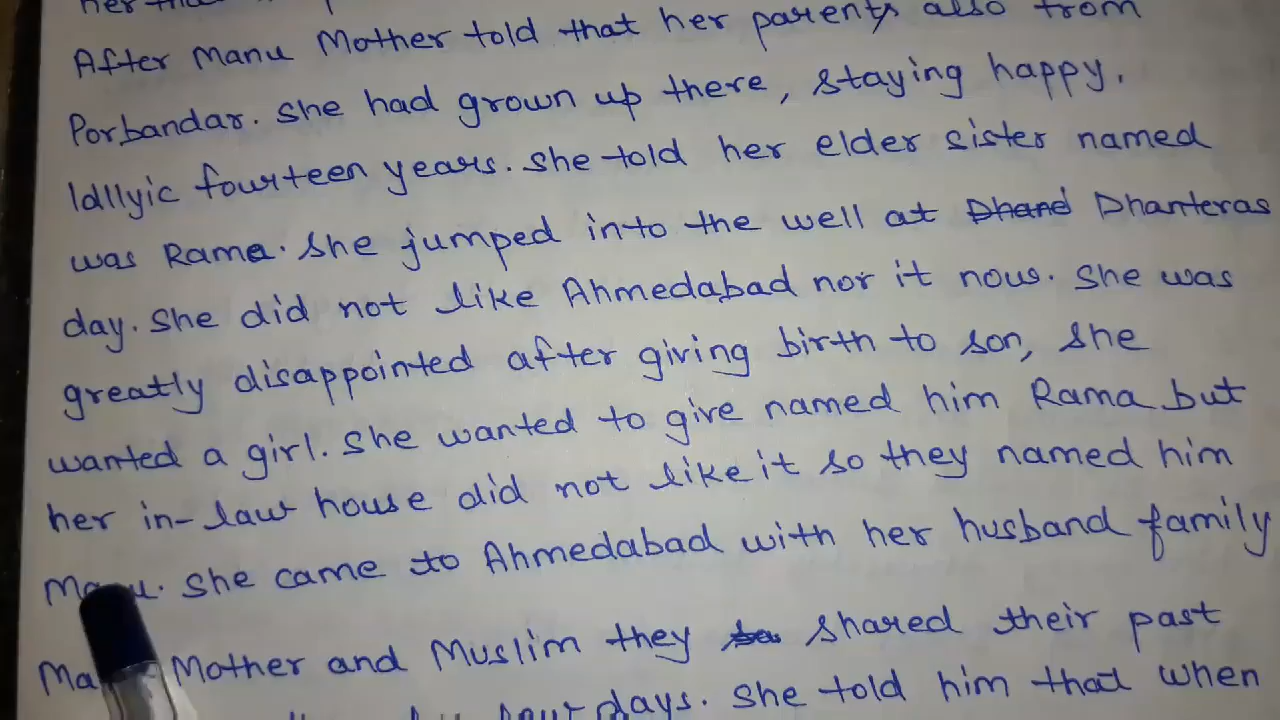 After Manu Mother told that her parents also from
Porbandar. She had grown up there, staying happy.
Idllyic fourteen years. She told her elder sister named
was Rama. She jumped into the well at Dhand Dhanteras
day. She did not like Ahmedabad nor it now. She was
greatly disappointed after giving birth to son, she
wanted a girl. She wanted to give named him Rama but
her in-law house did not like it so they named him
Manu. She came to Ahmedabad with her husband family
Mother and Muslim they shared their past
days. She told him that when